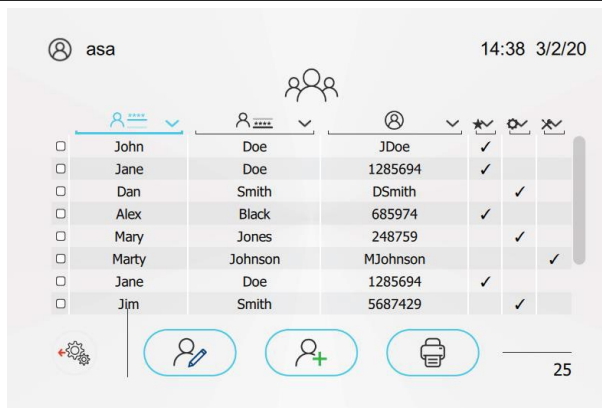 asa 14:38 3/2/20
John Doe JDoe ✓
Jane Doe 1285694 ✓
Dan Smith DSmith ✓
Alex Black 685974 ✓
Mary Jones 248759 ✓
Marty Johnson MJohnson ✓
Jane Doe 1285694 ✓
Jim Smith 5687429 ✓
25